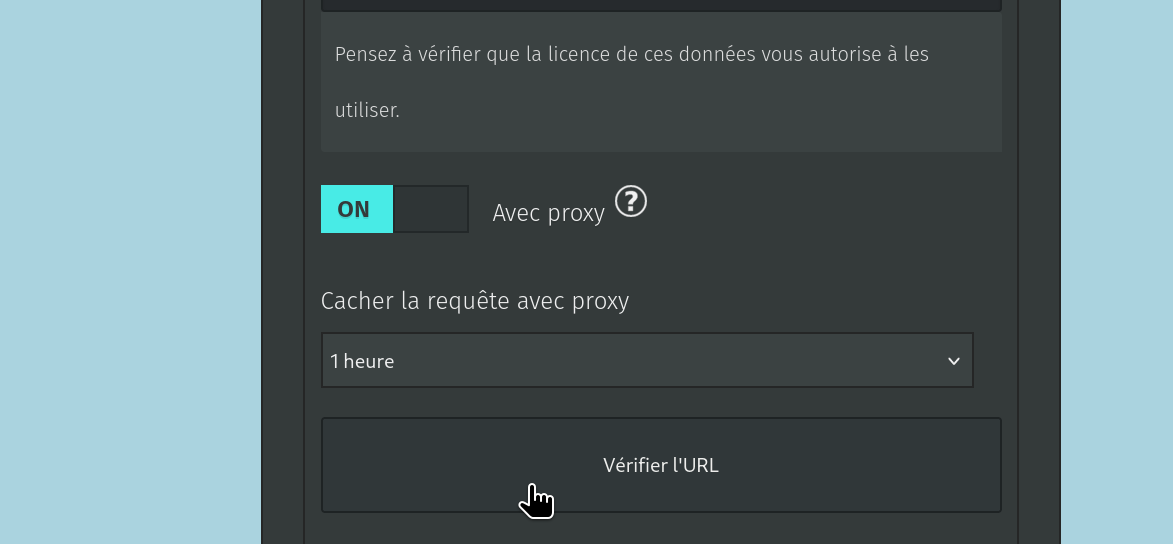 Pensez à vérifier que la licence de ces données vous autorise à les
utiliser.
ON
Avec proxy ?
Cacher la requête avec proxy
1 heure
Vérifier l'URL